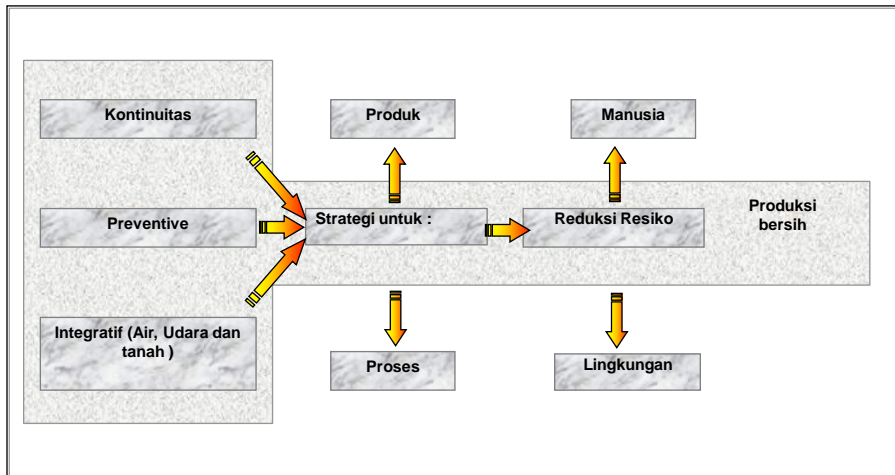 Kontinuitas
Produk
Manusia
Preventive
Strategi untuk :
Reduksi Resiko
Produksi
bersih
Integratif (Air, Udara dan
tanah )
Proses
Lingkungan